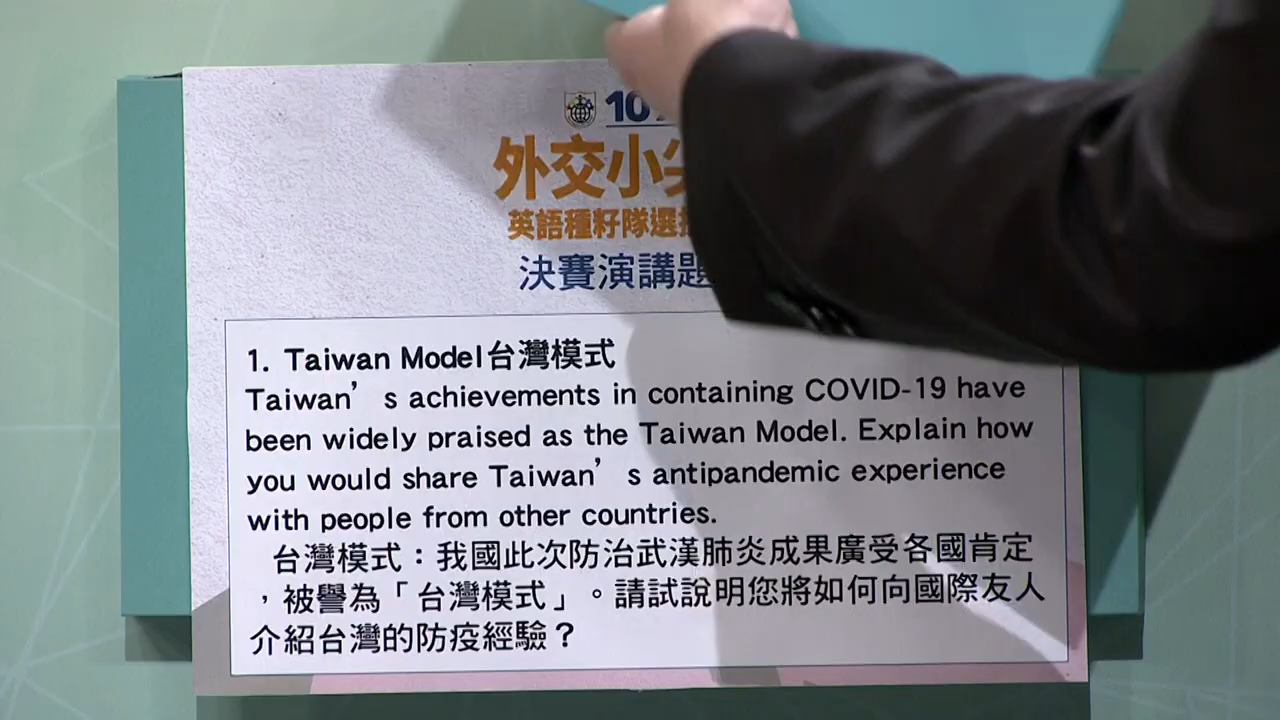 10
外交小
英語種籽隊選
決賽演講題
1. Taiwan Model台灣模式
Taiwan’s achievements in containing COVID-19 have
been widely praised as the Taiwan Model. Explain how
you would share Taiwan’s antipandemic experience
with people from other countries.
台灣模式：我國此次防治武漢肺炎成果廣受各國肯定
，被譽為「台灣模式」。請試說明您將如何向國際友人
介紹台灣的防疫經驗？